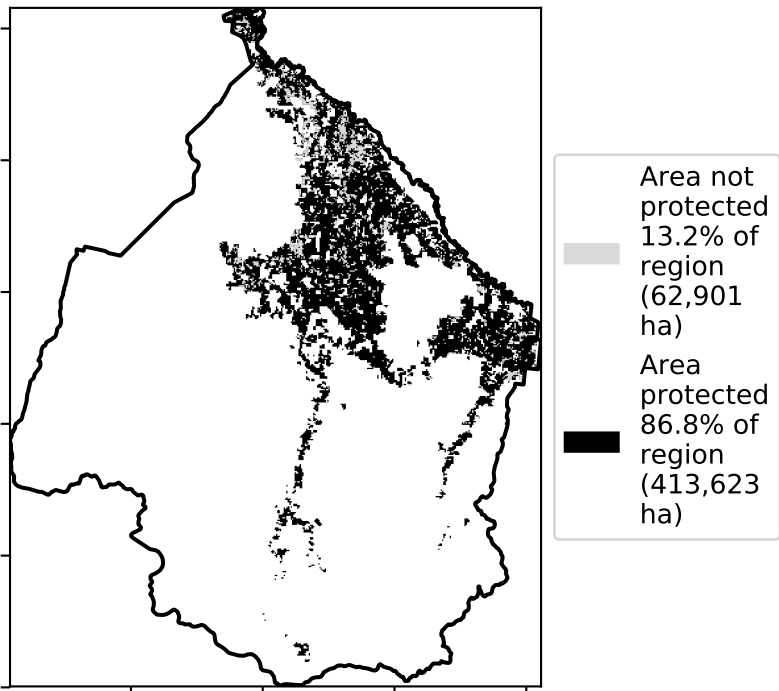 Area not
protected
13.2% of
region
(62,901
ha)
Area
protected
86.8% of
region
(413,623
ha)